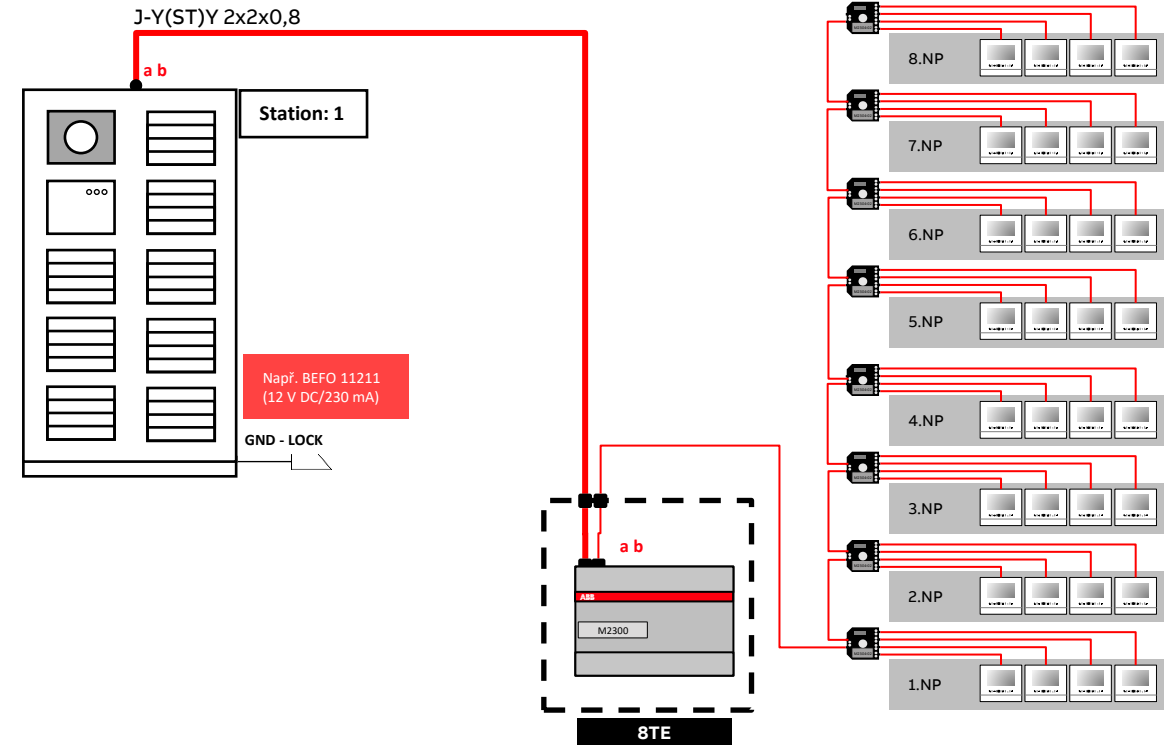 J-Y(ST)Y 2x2x0,8
a b
Station: 1
Např. BEFO 11211
(12 V DC/230 mA)
GND - LOCK
a b
ABB
M2300
8TE
8.NP
7.NP
6.NP
5.NP
4.NP
3.NP
2.NP
1.NP